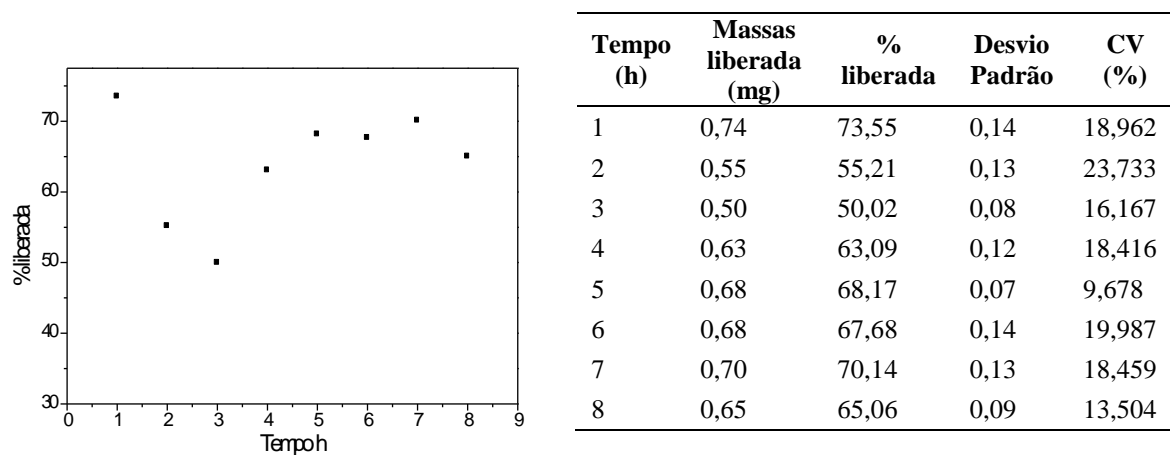 70
60
50
40
30
%liberada
0 1 2 3 4 5 6 7 8 9
Tempo h
Tempo (h) Massas liberada (mg) % liberada Desvio Padrão CV (%)
1 0,74 73,55 0,14 18,962
2 0,55 55,21 0,13 23,733
3 0,50 50,02 0,08 16,167
4 0,63 63,09 0,12 18,416
5 0,68 68,17 0,07 9,678
6 0,68 67,68 0,14 19,987
7 0,70 70,14 0,13 18,459
8 0,65 65,06 0,09 13,504